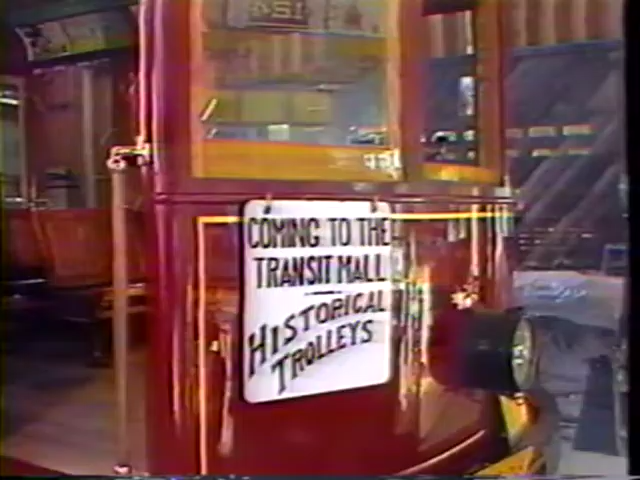 COMING TO THE
TRANSIT MALL
HISTORICAL
TROLLEYS